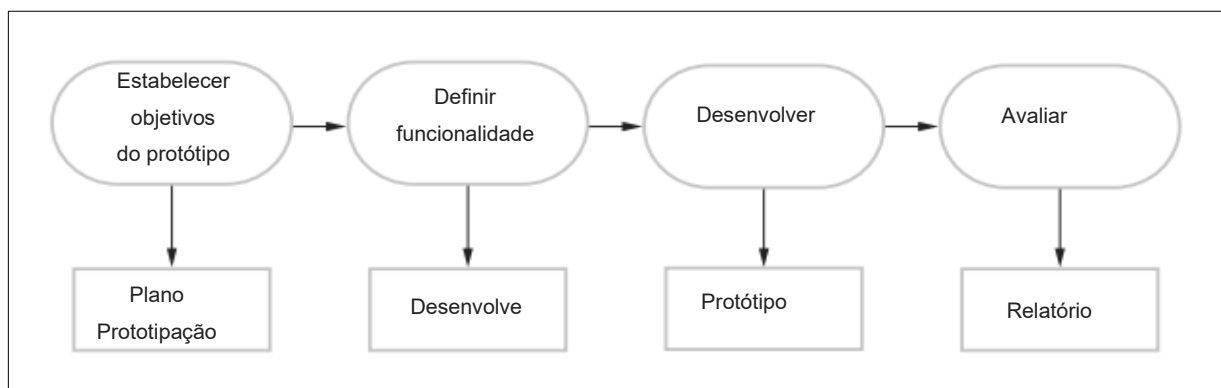 Estabelecer
objetivos
do protótipo
Definir
funcionalidade
Desenvolver
Avaliar
Plano
Prototipação
Desenvolve
Protótipo
Relatório